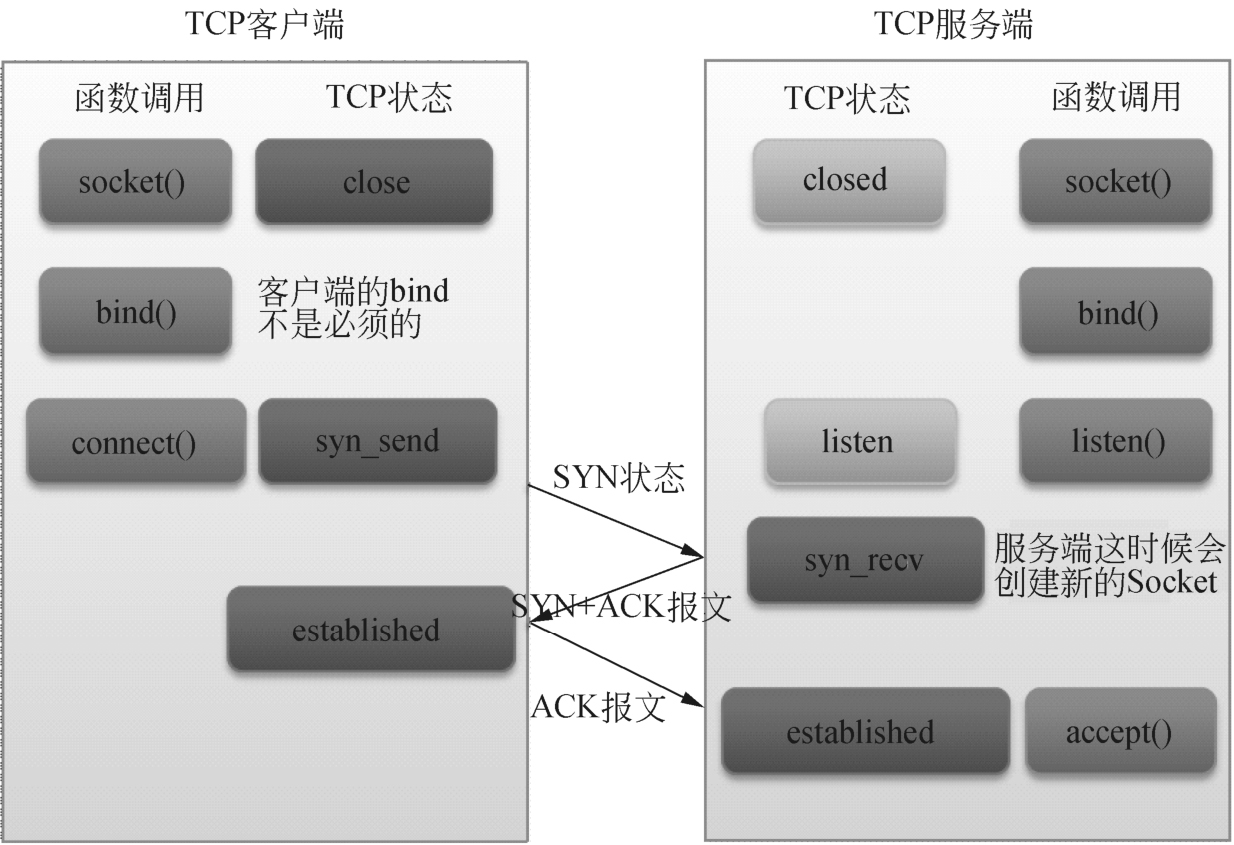 TCP客户端
TCP服务端
函数调用
TCP状态
TCP状态
函数调用
socket()
close
closed
socket()
bind()
客户端的bind
不是必须的
bind()
connect()
syn_send
listen
listen()
SYN状态
syn_recv
服务端这时候会
创建新的Socket
SYN+ACK报文
established
ACK报文
established
accept()